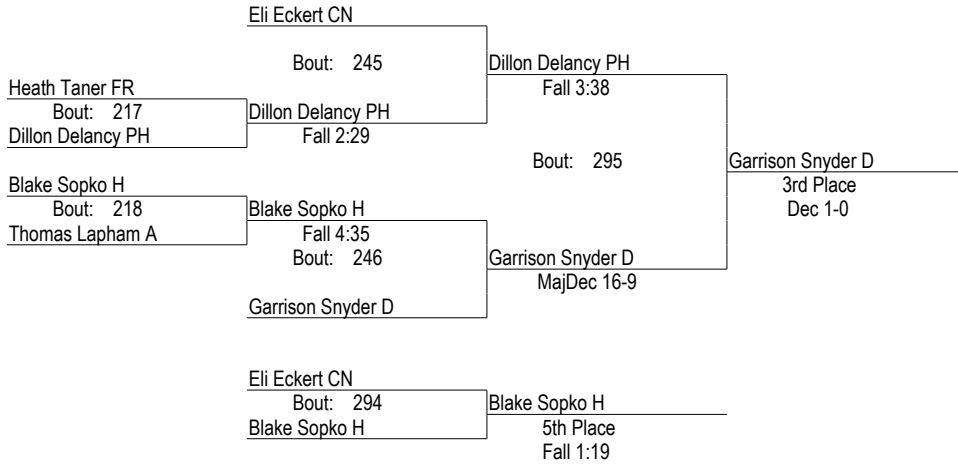 Eli Eckert CN
Bout: 245
Dillon Delancy PH
Heath Taner FR
Fall 3:38
Bout: 217
Dillon Delancy PH
Dillon Delancy PH
Fall 2:29
Bout: 295
Garrison Snyder D
Blake Sopko H
3rd Place
Bout: 218
Blake Sopko H
Dec 1-0
Thomas Lapham A
Fall 4:35
Bout: 246
Garrison Snyder D
MajDec 16-9
Garrison Snyder D
Eli Eckert CN
Bout: 294
Blake Sopko H
Blake Sopko H
5th Place
Fall 1:19